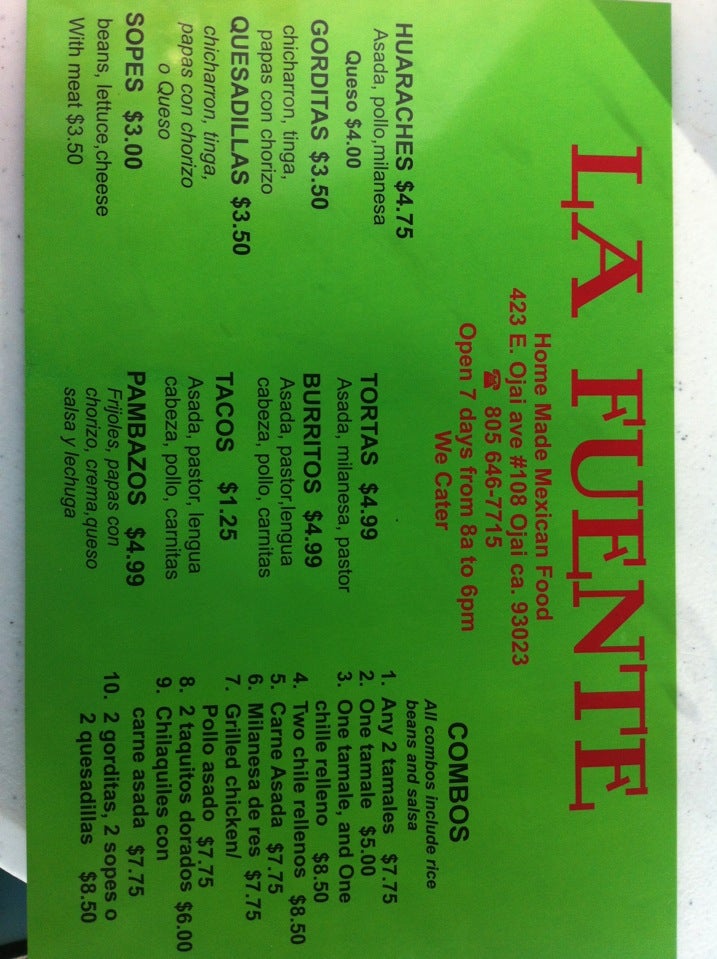 LA FUENTE
Home Made Mexican Food
423 E. Ojai ave #108 Ojai ca. 93023
☎ 805 646-7715
Open 7 days from 8a to 6pm
We Cater
HUARACHES $4.75
Asada, pollo,milanesa
Queso $4.00
GORDITAS $3.50
chicharron, tinga,
papas con chorizo
QUESADILLAS $3.50
chicharron, tinga,
papas con chorizo
o Queso
SOPES $3.00
beans, lettuce,cheese
With meat $3.50
TORTAS $4.99
Asada, milanesa, pastor
BURRITOS $4.99
Asada, pastor,lengua
cabeza, pollo, carnitas
TACOS $1.25
Asada, pastor, lengua
cabeza, pollo, carnitas
PAMBAZOS $4.99
Frijoles, papas con
chorizo, crema,queso
salsa y lechuga
COMBOS
All combos include rice
beans and salsa
1. Any 2 tamales $7.75
2. One tamale $5.00
3. One tamale, and One
chille relleno $8.50
4. Two chile rellenos $8.50
5. Carne Asada $7.75
6. Milanesa de res $7.75
7. Grilled chicken/
Pollo asado $7.75
8. 2 taquitos dorados $6.00
9. Chilaquiles con
carne asada $7.75
10. 2 gorditas, 2 sopes o
2 quesadillas $8.50